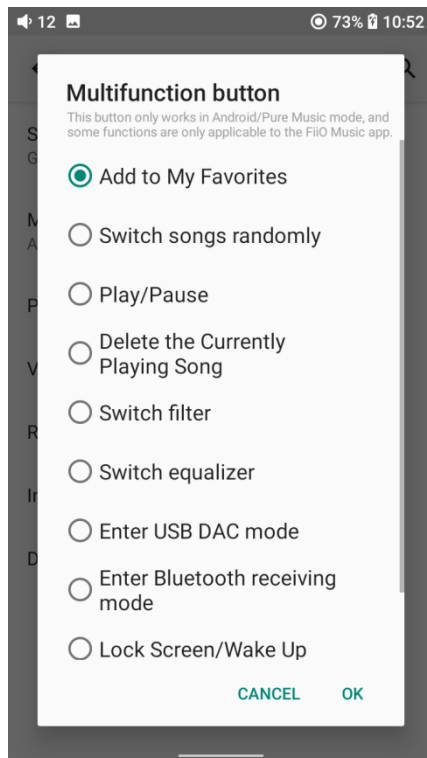 12
73%
10:52
Multifunction button
This button only works in Android/Pure Music mode, and
some functions are only applicable to the FiiO Music app.
Add to My Favorites
Switch songs randomly
Play/Pause
Delete the Currently
Playing Song
Switch filter
Switch equalizer
Enter USB DAC mode
Enter Bluetooth receiving
mode
Lock Screen/Wake Up
CANCEL
OK